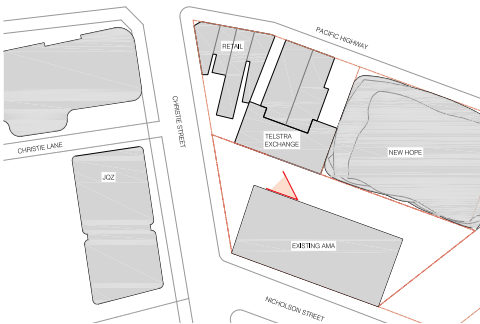 PACIFIC HIGHWAY
RETAIL
CHRISTIE STREET
TELSTRA
EXCHANGE
CHRISTIE LANE
NEW HOPE
JQZ
EXISTING AMA
NICHOLSON STREET